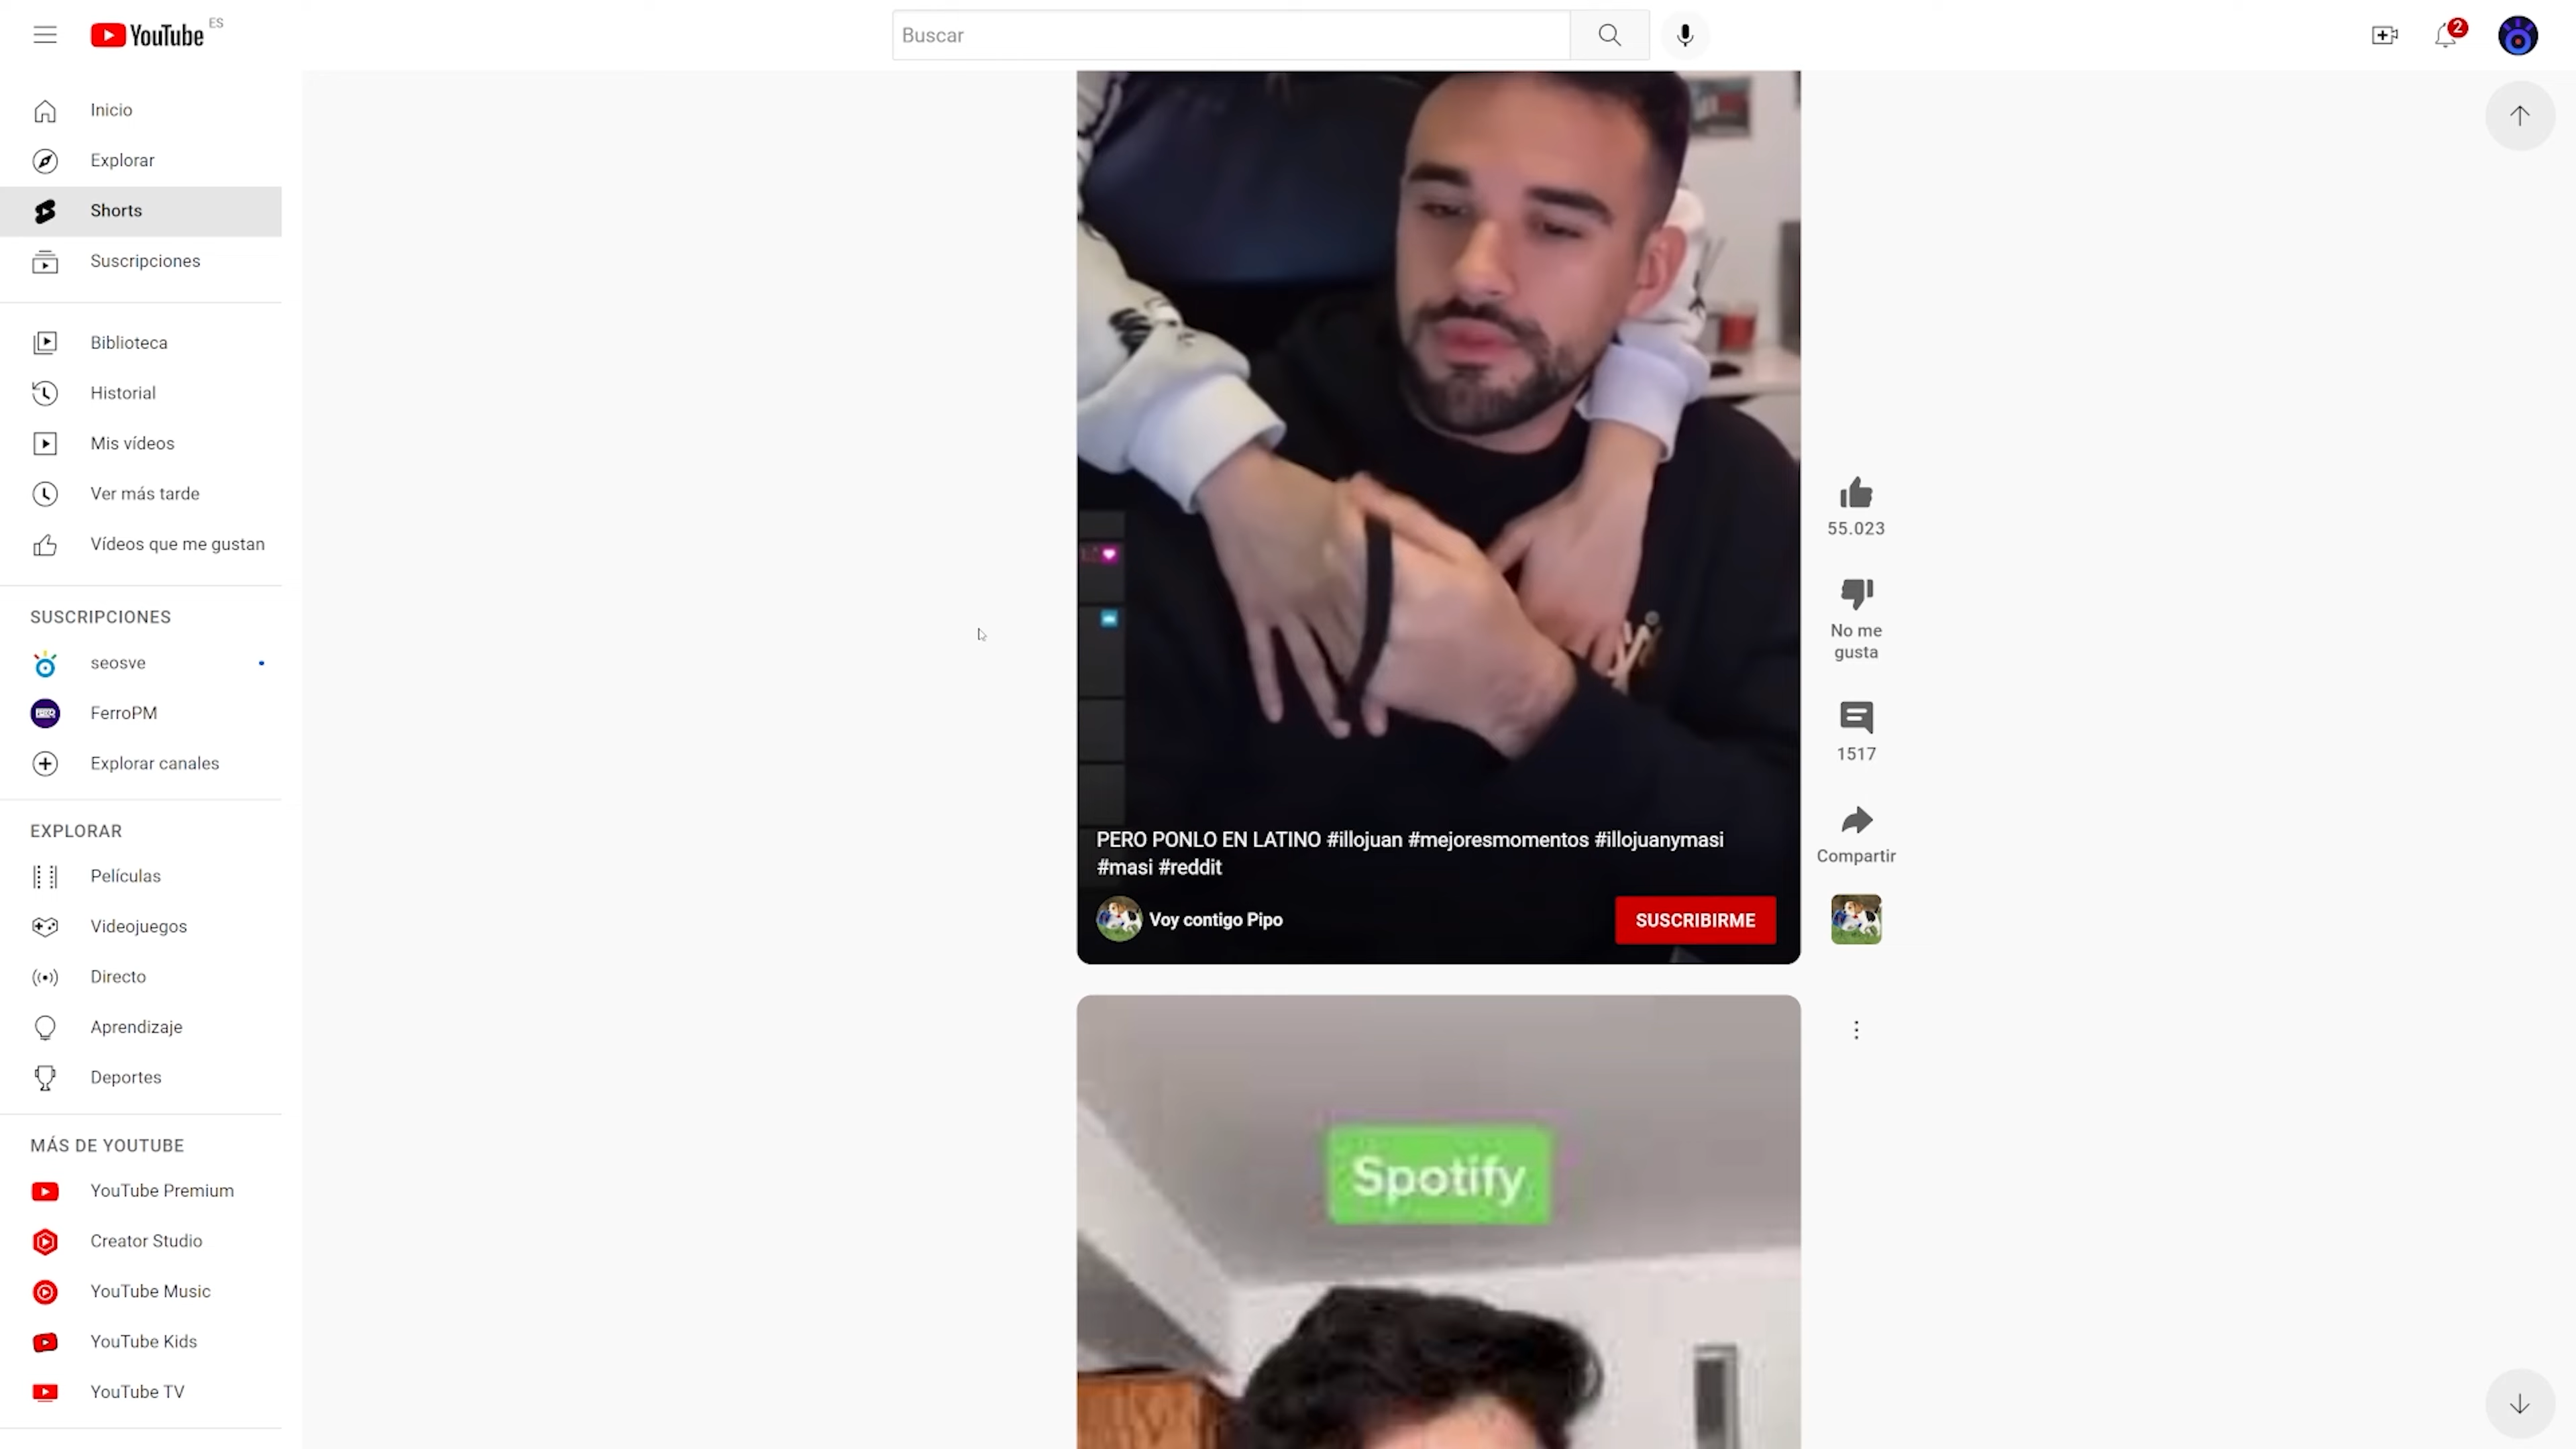 YouTube ES
Buscar
2
Inicio
Explorar
Shorts
Suscripciones
Biblioteca
Historial
Mis vídeos
Ver más tarde
Vídeos que me gustan
SUSCRIPCIONES
seosve
FerroPM
Explorar canales
EXPLORAR
Películas
Videojuegos
Directo
Aprendizaje
Deportes
MÁS DE YOUTUBE
YouTube Premium
Creator Studio
YouTube Music
YouTube Kids
YouTube TV
PERO PONLO EN LATINO #illojuan #mejoresmomentos #illojuanymasi
#masi #reddit
Voy contigo Pipo
SUSCRIBIRME
55.023
No me
gusta
1517
Compartir
Spotify